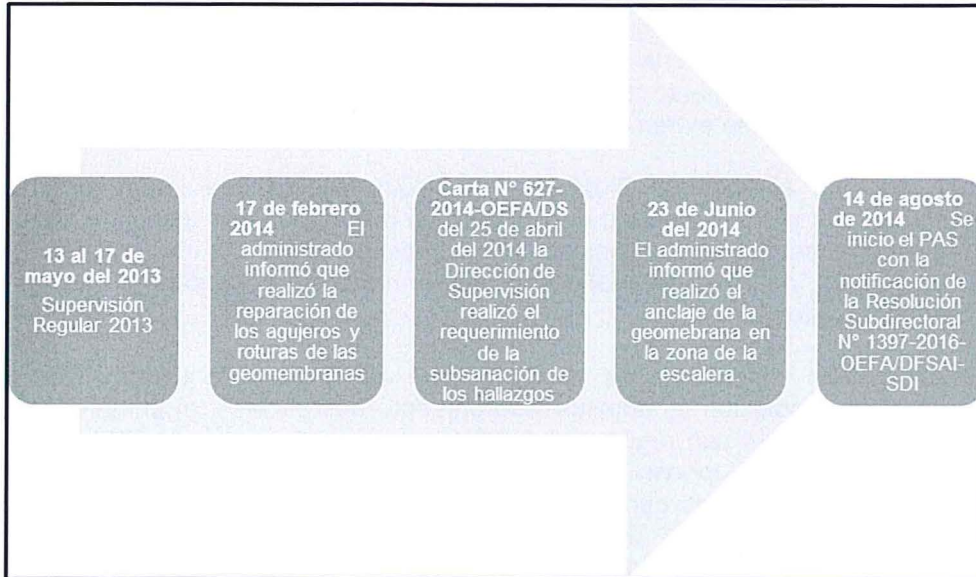 13 al 17 de
mayo del 2013
Supervisión
Regular 2013
17 de febrero
2014 El
administrado
informó que
realizó la
reparación de
los agujeros y
roturas de las
geomembranas
Carta N° 627-
2014-OEFA/DS
del 25 de abril
del 2014 la
Dirección de
Supervisión
realizó el
requerimiento
de la
subsanación de
los hallazgos
23 de Junio
del 2014
El administrado
informó que
realizó el
anclaje de la
geomebrana en
la zona de la
escalera.
14 de agosto
de 2014 Se
inicio el PAS
con la
notificación de
la Resolución
Subdirectoral
N° 1397-2016-
OEFA/DFSAI-
SDI